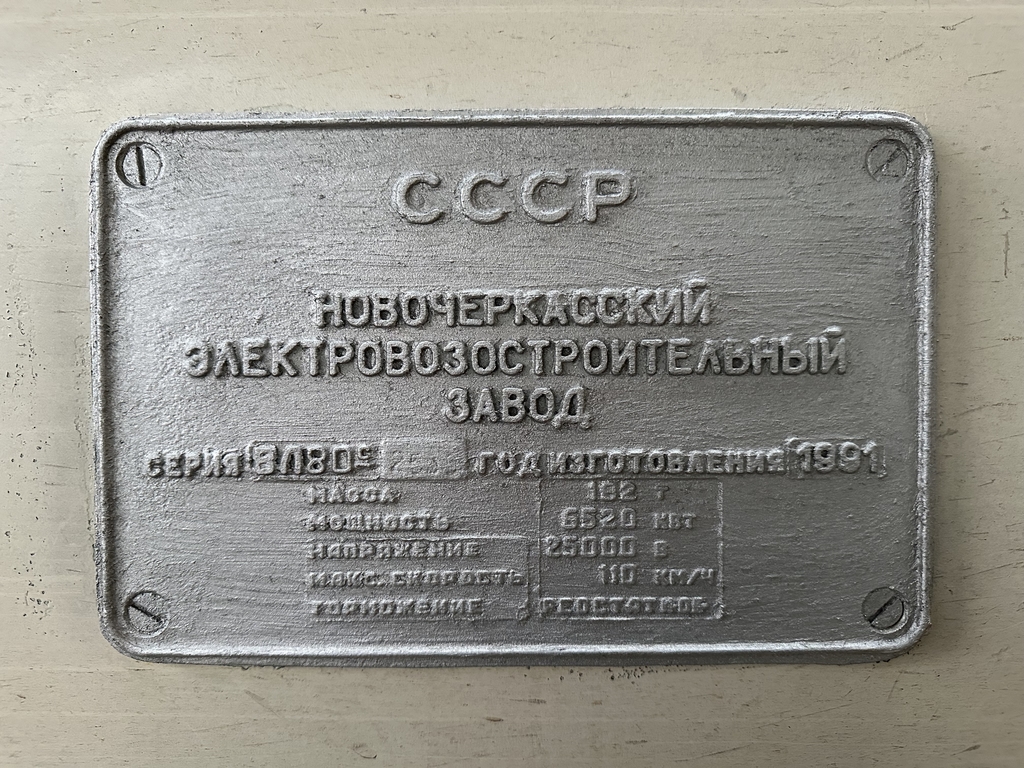 СССР
НОВОЧЕРКАССКИЙ
ЭЛЕКТРОВОЗОСТРОИТЕЛЬНЫЙ
ЗАВОД
СЕРИЯ ВЛ80С ГОД ИЗГОТОВЛЕНИЯ 1991
МАССА 192 Т
МОЩНОСТЬ 6520 КВТ
НАПРЯЖЕНИЕ 25000 В
МАКС.СКОРОСТЬ 110 КМ/Ч
ТОРМОЖЕНИЕ